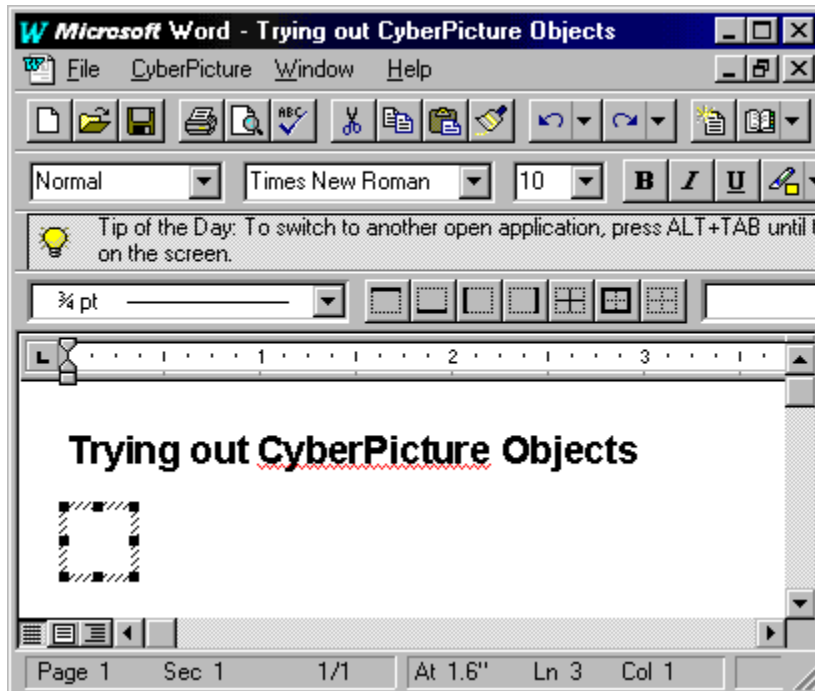 Microsoft Word - Trying out CyberPicture Objects
File CyberPicture Window Help
ABC
Normal Times New Roman 10 B I U
Tip of the Day: To switch to another open application, press ALT+TAB until
on the screen.
¾ pt
1 2 3
Trying out CyberPicture Objects
Page 1 Sec 1 1/1 At 1.6" Ln 3 Col 1